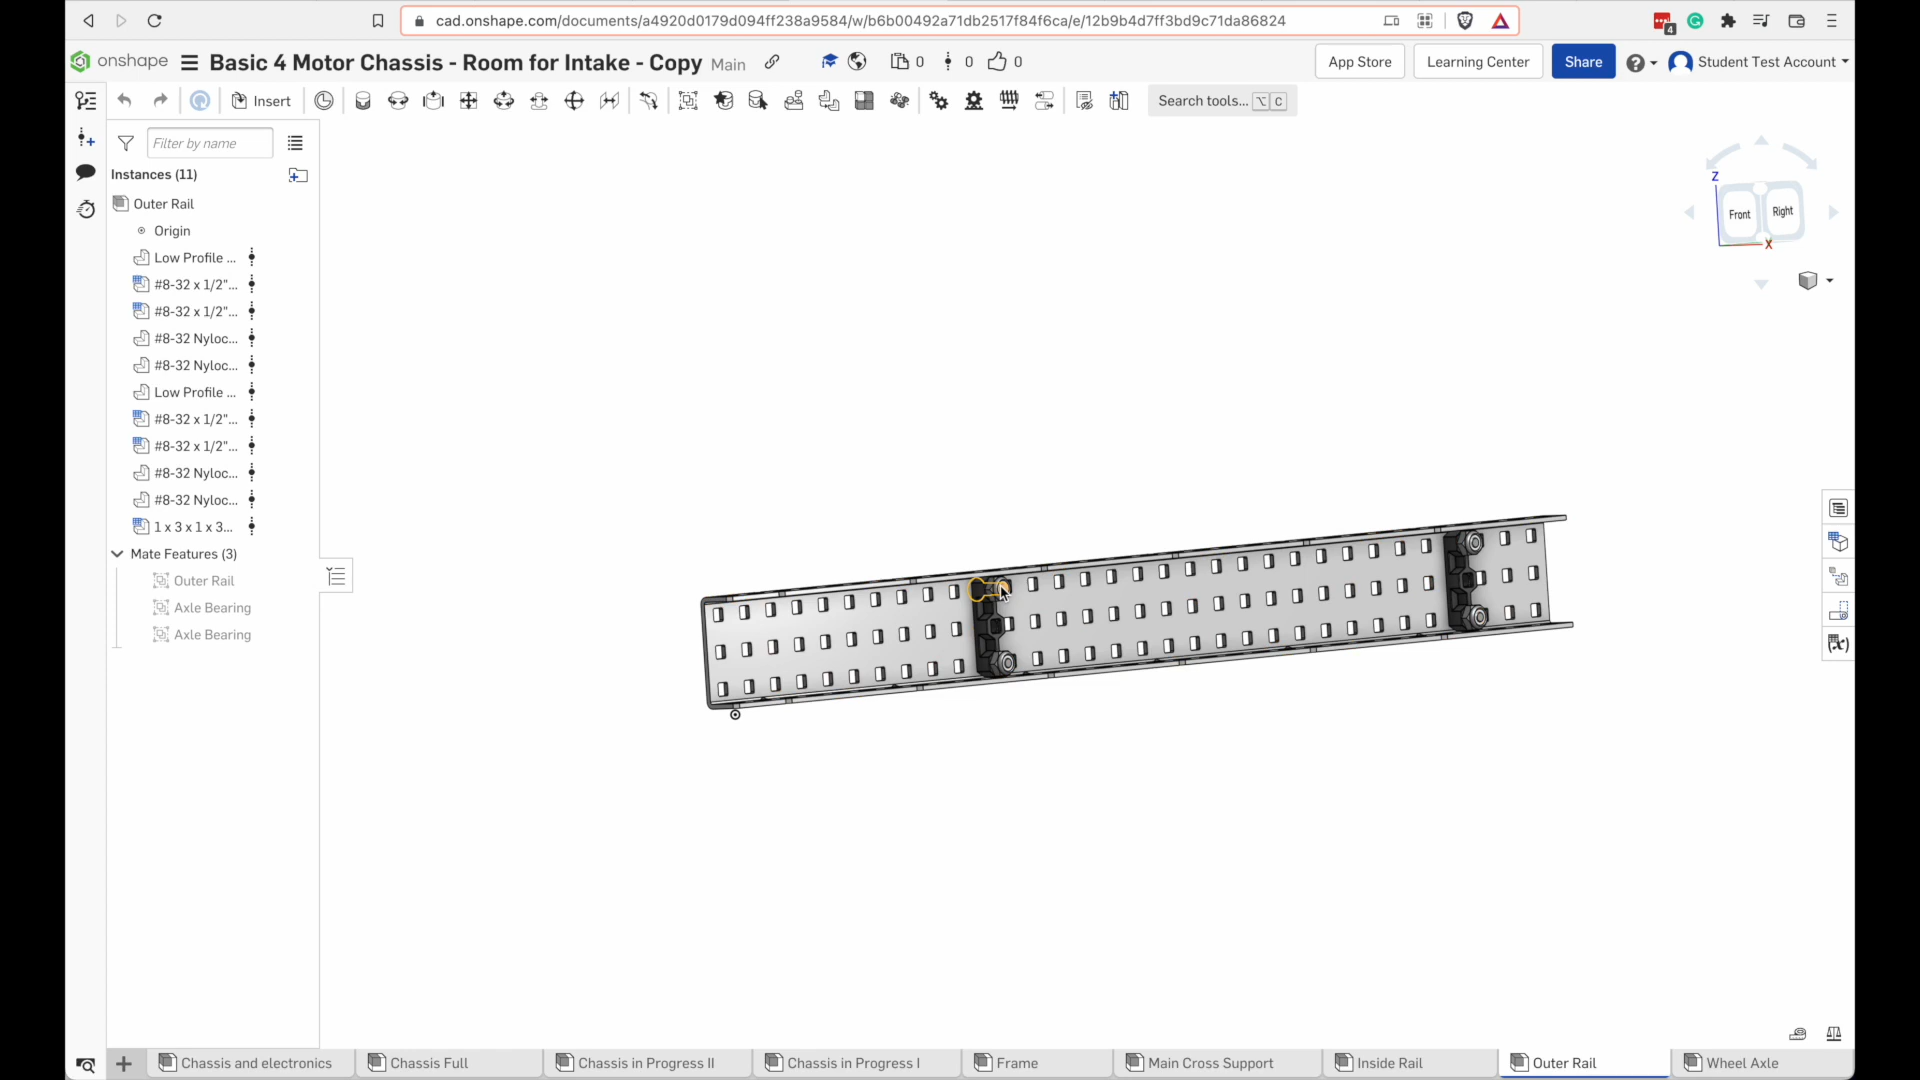 cad.onshape.com/documents/a4920d0179d094ff238a9584/w/b6b00492a71db2517f84f6ca/e/12b9b4d7ff3bd9c71da86824
4
onshape
Basic 4 Motor Chassis - Room for Intake - Copy Main
0
0
0
App Store
Learning Center
Share
Student Test Account
Insert
Search tools... ⌥ C
Filter by name
Instances (11)
Outer Rail
Origin
Low Profile ...
#8-32 x 1/2"...
#8-32 x 1/2"...
#8-32 Nyloc...
#8-32 Nyloc...
Low Profile ...
#8-32 x 1/2"...
#8-32 x 1/2"...
#8-32 Nyloc...
#8-32 Nyloc...
1 x 3 x 1 x 3...
Mate Features (3)
Outer Rail
Axle Bearing
Axle Bearing
Z
Front
Right
X
Chassis and electronics
Chassis Full
Chassis in Progress II
Chassis in Progress I
Frame
Main Cross Support
Inside Rail
Outer Rail
Wheel Axle